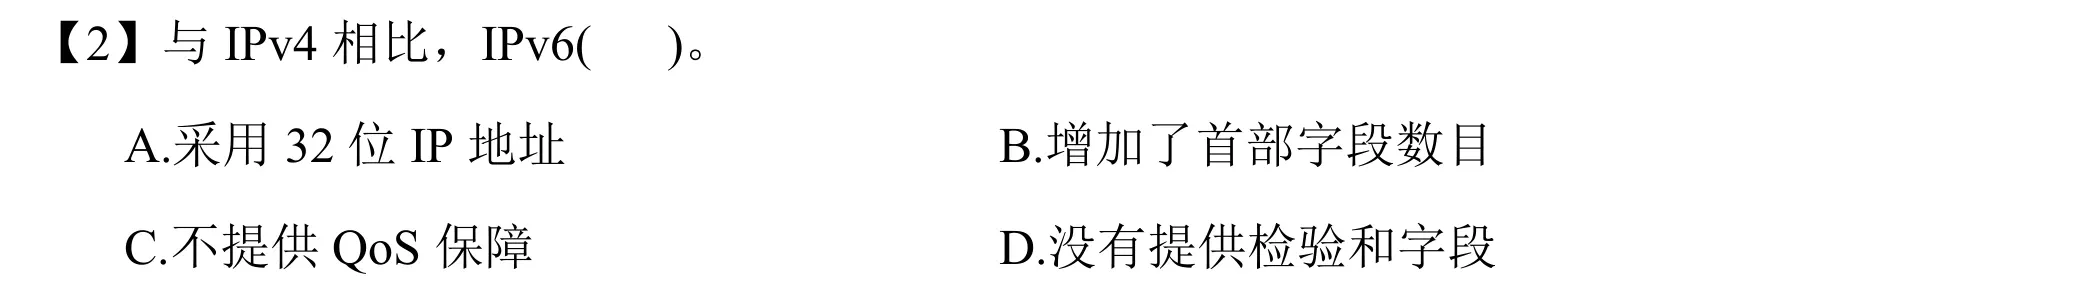 【2】与 IPv4 相比，IPv6(      )。
A.采用 32 位 IP 地址
B.增加了首部字段数目
C.不提供 QoS 保障
D.没有提供检验和字段